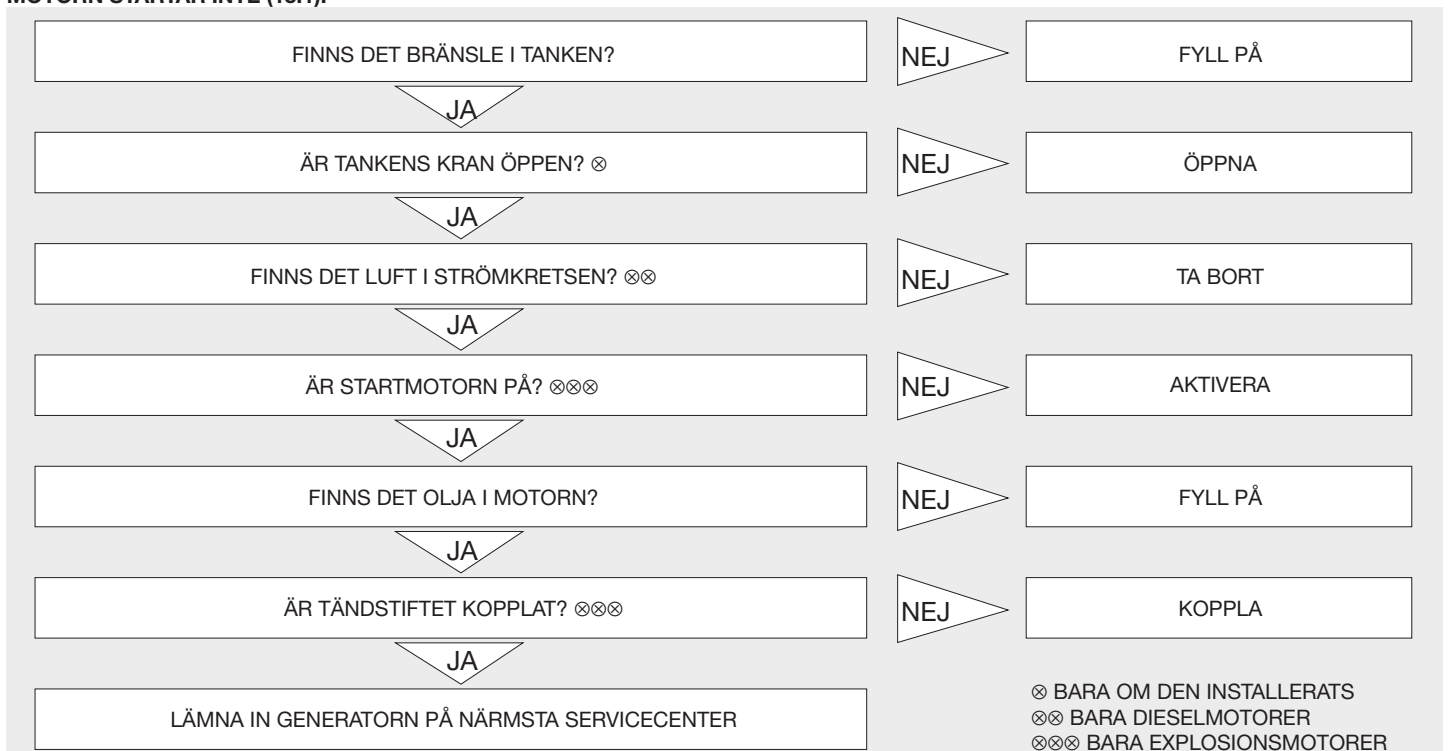 FINNS DET BRÄNSLE I TANKEN?
NEJ
FYLL PÅ
JA
ÄR TANKENS KRAN ÖPPEN? ⊗
NEJ
ÖPPNA
JA
FINNS DET LUFT I STRÖMKRETSEN? ⊗⊗
NEJ
TA BORT
JA
ÄR STARTMOTORN PÅ? ⊗⊗⊗
NEJ
AKTIVERA
JA
FINNS DET OLJA I MOTORN?
NEJ
FYLL PÅ
JA
ÄR TÄNDSTIFTET KOPPLAT? ⊗⊗⊗
NEJ
KOPPLA
JA
LÄMNA IN GENERATORN PÅ NÄRMSTA SERVICECENTER
⊗ BARA OM DEN INSTALLERATS
⊗⊗ BARA DIESELMOTORER
⊗⊗⊗ BARA EXPLOSIONSMOTORER